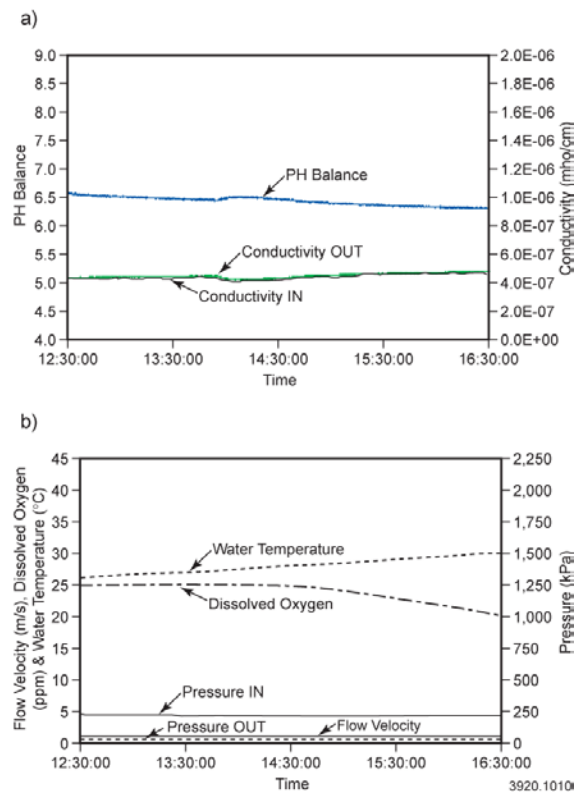 a)
9.0
8.5
8.0
7.5
7.0
6.5
6.0
5.5
5.0
4.5
4.0
PH Balance
2.0E-06
1.8E-06
1.6E-06
1.4E-06
1.2E-06
1.0E-06
8.0E-07
6.0E-07
4.0E-07
2.0E-07
0.0E+00
Conductivity (mho/cm)
PH Balance
Conductivity OUT
Conductivity IN
12:30:00 13:30:00 14:30:00 15:30:00 16:30:00
Time
b)
45
40
35
30
25
20
15
10
5
0
Flow Velocity (m/s), Dissolved Oxygen
(ppm) & Water Temperature (°C)
2,250
2,000
1,750
1,500
1,250
1,000
750
500
250
0
Pressure (kPa)
Water Temperature
Dissolved Oxygen
Pressure IN
Pressure OUT
Flow Velocity
12:30:00 13:30:00 14:30:00 15:30:00 16:30:00
Time